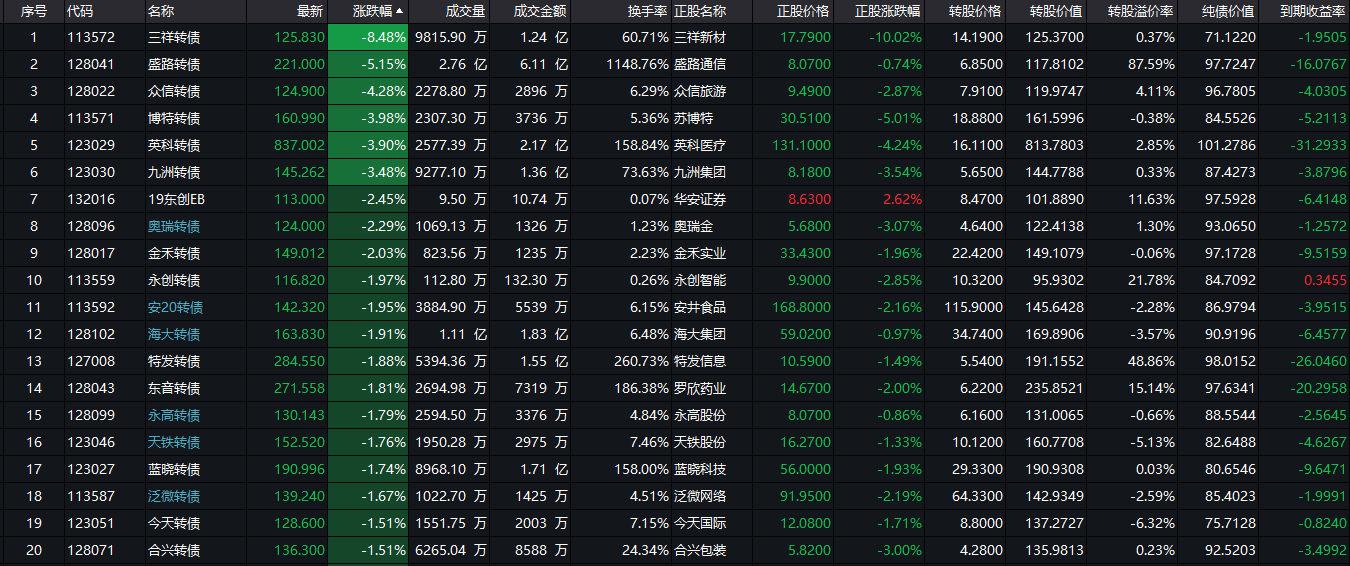 序号 代码 名称 最新 涨跌幅 成交量 成交金额 换手率 正股名称 正股价格 正股涨跌幅 转股价格 转股价值 转股溢价率 纯债价值 到期收益率
1 113572 三祥转债 125.830 -8.48% 9815.90 万 1.24 亿 60.71% 三祥新材 17.7900 -10.02% 14.1900 125.3700 0.37% 71.1220 -1.9505
2 128041 盛路转债 221.000 -5.15% 2.76 亿 6.11 亿 1148.76% 盛路通信 8.0700 -0.74% 6.8500 117.8102 87.59% 97.7247 -16.0767
3 128022 众信转债 124.900 -4.28% 2278.80 万 2896 万 6.29% 众信旅游 9.4900 -2.87% 7.9100 119.9747 4.11% 96.7805 -4.0305
4 113571 博特转债 160.990 -3.98% 2307.30 万 3736 万 5.36% 苏博特 30.5100 -5.01% 18.8800 161.5996 -0.38% 84.5526 -5.2113
5 123029 英科转债 837.002 -3.90% 2577.39 万 2.17 亿 158.84% 英科医疗 131.1000 -4.24% 16.1100 813.7803 2.85% 101.2786 -31.2933
6 123030 九洲转债 145.262 -3.48% 9277.10 万 1.36 亿 73.63% 九洲集团 8.1800 -3.54% 5.6500 144.7788 0.33% 87.4273 -3.8796
7 132016 19东创EB 113.000 -2.45% 9.50 万 10.74 万 0.07% 华安证券 8.6300 2.62% 8.4700 101.8890 11.63% 97.5928 -6.4148
8 128096 奥瑞转债 124.000 -2.29% 1069.13 万 1326 万 1.23% 奥瑞金 5.6800 -3.07% 4.6400 122.4138 1.30% 93.0650 -1.2572
9 128017 金禾转债 149.012 -2.03% 823.56 万 1235 万 2.23% 金禾实业 33.4300 -1.96% 22.4200 149.1079 -0.06% 97.1728 -9.5159
10 113559 永创转债 116.820 -1.97% 112.80 万 132.30 万 0.26% 永创智能 9.9000 -2.85% 10.3200 95.9302 21.78% 84.7092 0.3455
11 113592 安20转债 142.320 -1.95% 3884.90 万 5539 万 6.15% 安井食品 168.8000 -2.16% 115.9000 145.6428 -2.28% 86.9794 -3.9515
12 128102 海大转债 163.830 -1.91% 1.11 亿 1.83 亿 6.48% 海大集团 59.0200 -0.97% 34.7400 169.8906 -3.57% 90.9196 -6.4577
13 127008 特发转债 284.550 -1.88% 5394.36 万 1.55 亿 260.73% 特发信息 10.5900 -1.49% 5.5400 191.1552 48.86% 98.0152 -26.0460
14 128043 东音转债 271.558 -1.81% 2694.98 万 7319 万 186.38% 罗欣药业 14.6700 -2.00% 6.2200 235.8521 15.14% 97.6341 -20.2958
15 128099 永高转债 130.143 -1.79% 2594.50 万 3376 万 4.84% 永高股份 8.0700 -0.86% 6.1600 131.0065 -0.66% 88.5544 -2.5645
16 123046 天铁转债 152.520 -1.76% 1950.28 万 2975 万 7.46% 天铁股份 16.2700 -1.33% 10.1200 160.7708 -5.13% 82.6488 -4.6267
17 123027 蓝晓转债 190.996 -1.74% 8968.10 万 1.71 亿 158.00% 蓝晓科技 56.0000 -1.93% 29.3300 190.9308 0.03% 80.6546 -9.6471
18 113587 泛微转债 139.240 -1.67% 1022.70 万 1425 万 4.51% 泛微网络 91.9500 -2.19% 64.3300 142.9349 -2.59% 85.4023 -1.9991
19 123051 今天转债 128.600 -1.51% 1551.75 万 2003 万 7.15% 今天国际 12.0800 -1.71% 8.8000 137.2727 -6.32% 75.7128 -0.8240
20 128071 合兴转债 136.300 -1.51% 6265.04 万 8588 万 24.34% 合兴包装 5.8200 -3.00% 4.2800 135.9813 0.23% 92.5203 -3.4992